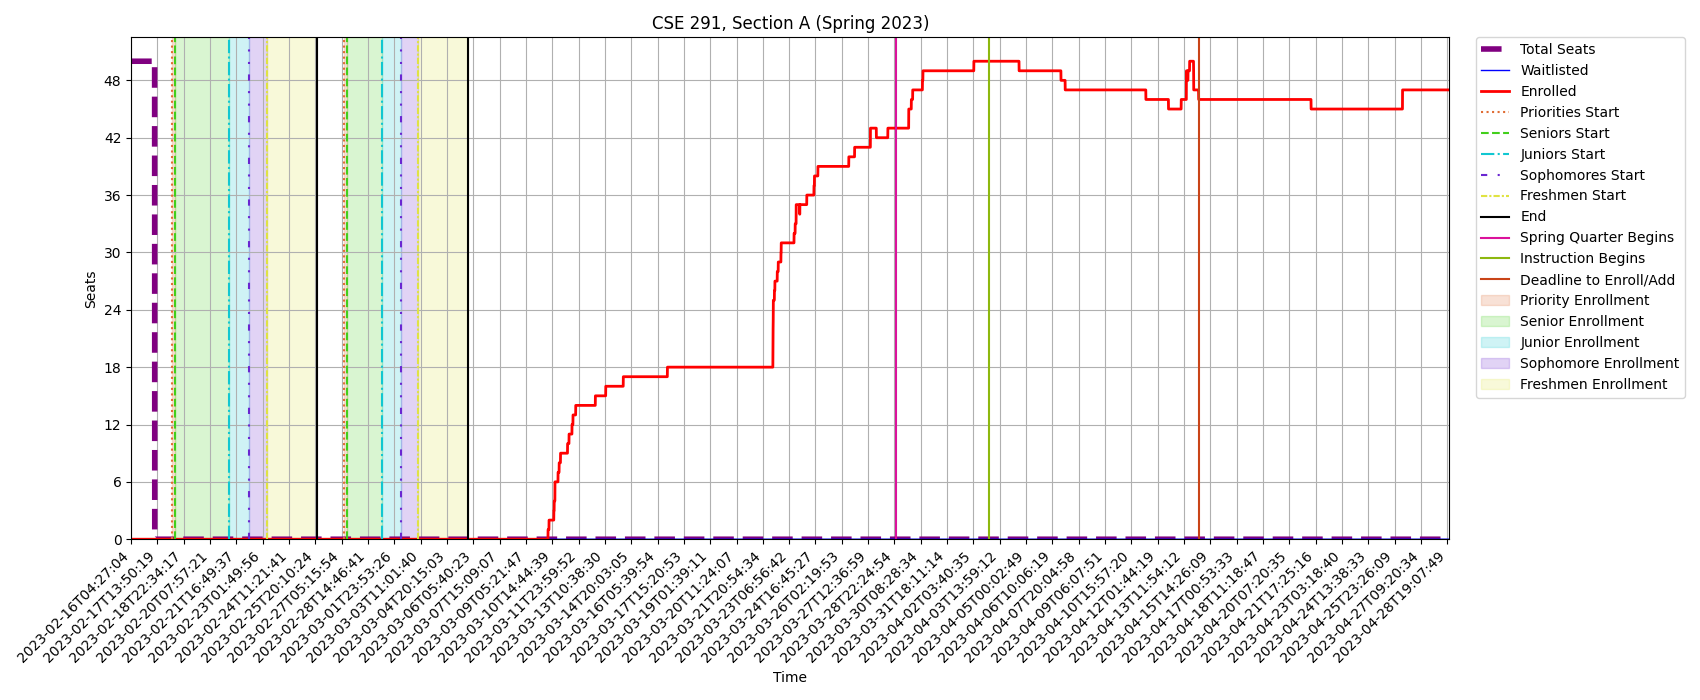 CSE 291, Section A (Spring 2023)
Seats
48
42
36
30
24
18
12
6
0
2023-02-16T04:27:04
2023-02-17T13:50:19
2023-02-18T22:34:17
2023-02-20T07:57:21
2023-02-21T16:49:37
2023-02-23T01:49:56
2023-02-24T11:21:41
2023-02-25T20:10:24
2023-02-27T05:15:54
2023-02-28T14:46:41
2023-03-01T23:53:26
2023-03-03T11:01:40
2023-03-04T20:15:03
2023-03-06T05:40:23
2023-03-07T15:09:07
2023-03-09T05:21:47
2023-03-10T14:44:39
2023-03-11T23:59:52
2023-03-13T10:38:30
2023-03-14T20:03:05
2023-03-16T05:39:54
2023-03-17T15:20:53
2023-03-19T01:39:11
2023-03-20T11:24:07
2023-03-21T20:54:34
2023-03-23T06:56:42
2023-03-24T16:45:27
2023-03-26T02:19:53
2023-03-27T12:36:59
2023-03-28T22:24:54
2023-03-30T08:28:34
2023-03-31T18:11:14
2023-04-02T03:40:35
2023-04-03T13:59:12
2023-04-05T00:02:49
2023-04-06T10:06:19
2023-04-07T20:04:58
2023-04-09T06:07:51
2023-04-10T15:57:20
2023-04-12T01:44:19
2023-04-13T11:54:12
2023-04-15T14:26:09
2023-04-17T00:53:33
2023-04-18T11:18:47
2023-04-20T07:20:35
2023-04-21T17:25:16
2023-04-24T03:18:40
2023-04-24T13:38:33
2023-04-25T23:26:09
2023-04-27T09:20:34
2023-04-28T19:07:49
Time
Total Seats
Waitlisted
Enrolled
Priorities Start
Seniors Start
Juniors Start
Sophomores Start
Freshmen Start
End
Spring Quarter Begins
Instruction Begins
Deadline to Enroll/Add
Priority Enrollment
Senior Enrollment
Junior Enrollment
Sophomore Enrollment
Freshmen Enrollment